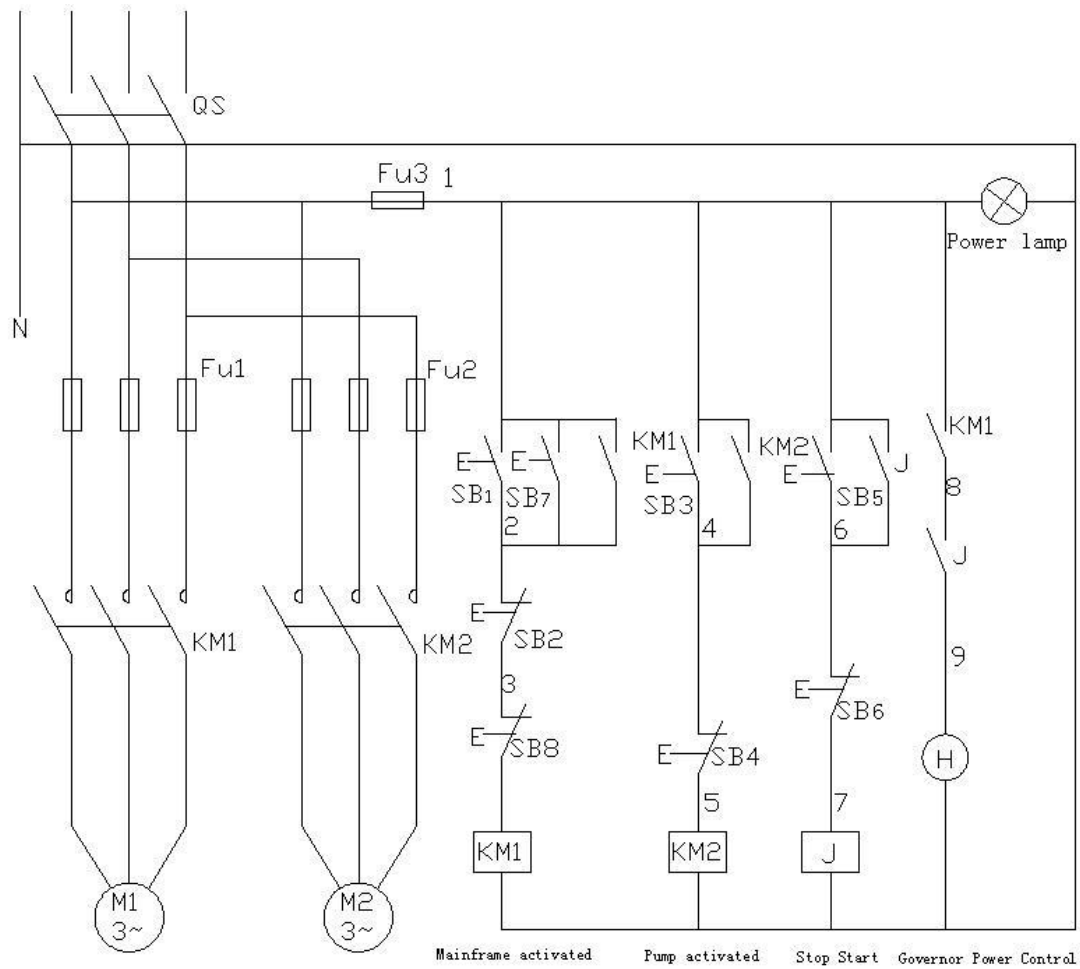 QS
Fu3 1
Power lamp
N
Fu1
Fu2
KM1
KM1
KM2
J
E
E
E
E
SB1
SB7
SB3
SB5
8
2
4
6
J
E
SB2
KM1
KM2
3
9
E
SB6
E
SB8
E
SB4
H
5
7
KM1
KM2
J
M1
3~
M2
3~
Mainframe activated
Pump activated
Stop Start
Governor Power Control